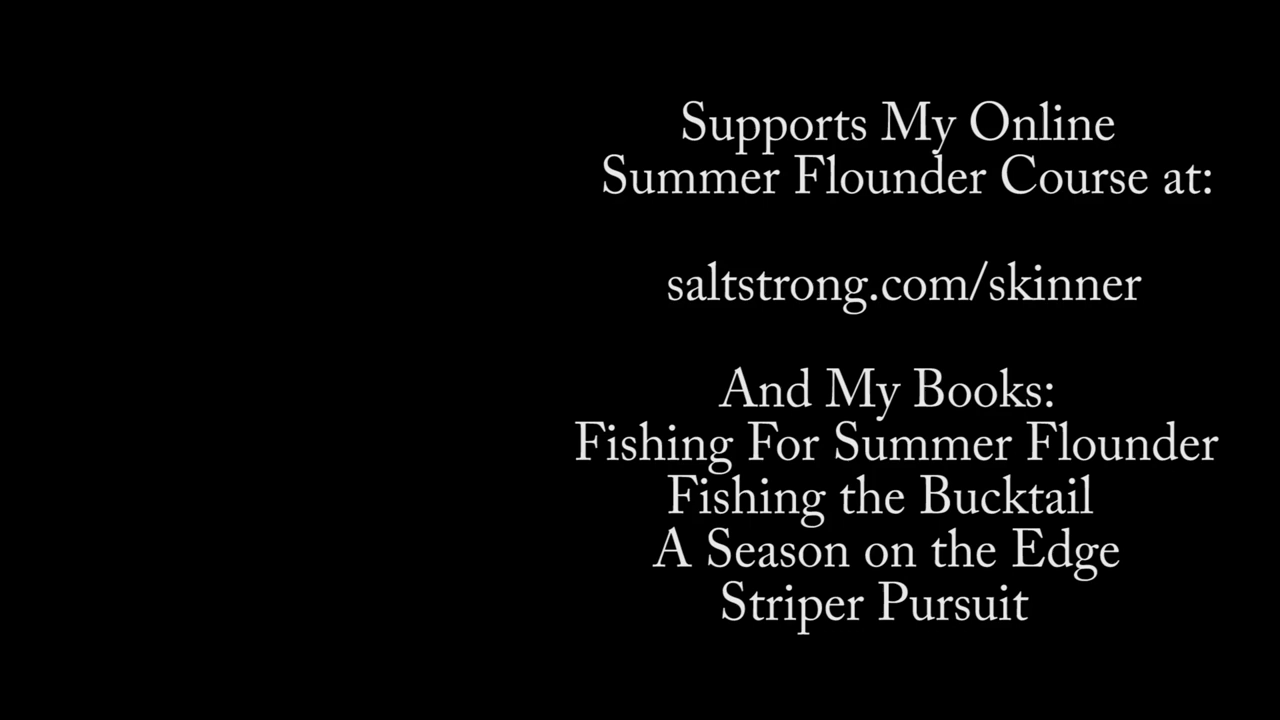 Supports My Online
Summer Flounder Course at:
saltstrong.com/skinner
And My Books:
Fishing For Summer Flounder
Fishing the Bucktail
A Season on the Edge
Striper Pursuit